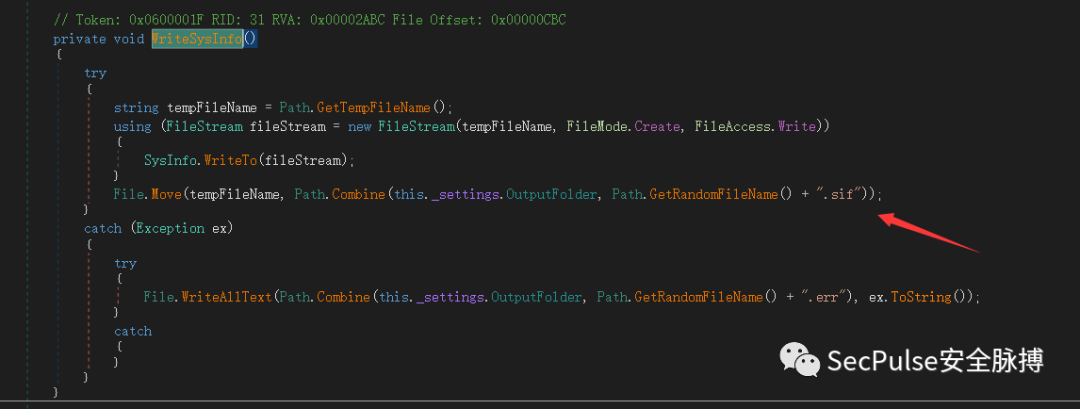 // Token: 0x0600001F RID: 31 RVA: 0x00002ABC File Offset: 0x00000CBC
private void WriteSysInfo()
{
try
{
string tempFileName = Path.GetTempFileName();
using (FileStream fileStream = new FileStream(tempFileName, FileMode.Create, FileAccess.Write))
{
SysInfo.WriteTo(fileStream);
}
File.Move(tempFileName, Path.Combine(this._settings.OutputFolder, Path.GetRandomFileName() + ".sif"));
}
catch (Exception ex)
{
try
{
File.WriteAllText(Path.Combine(this._settings.OutputFolder, Path.GetRandomFileName() + ".err"), ex.ToString());
}
catch
{
}
}
}
SecPulse安全脉搏